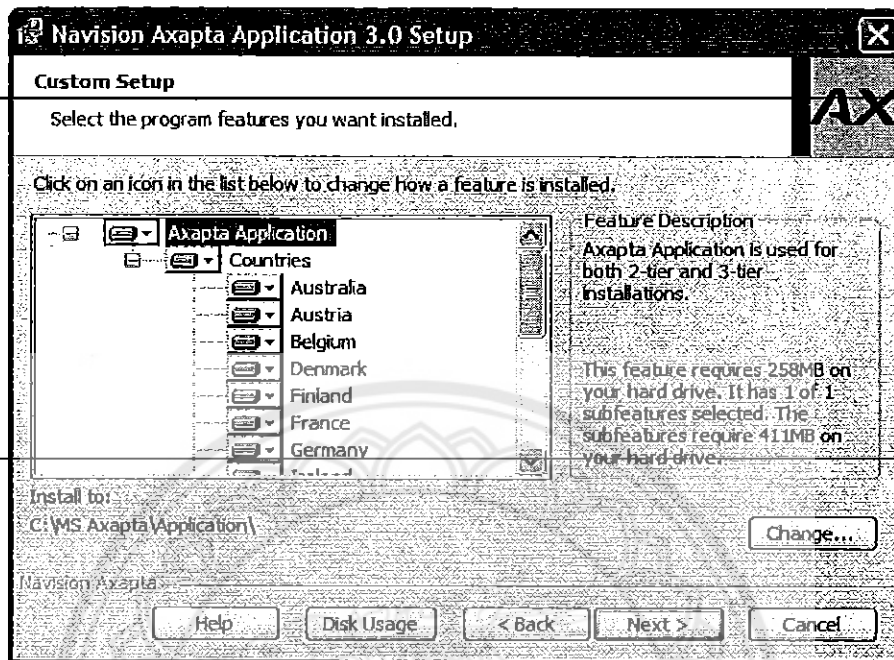 Navision Axapta Application 3.0 Setup
Custom Setup
Select the program features you want installed.
AX
Click on an icon in the list below to change how a feature is installed.
Axapta Application
Countries
Australia
Austria
Belgium
Denmark
Finland
France
Germany
Feature Description
Axapta Application is used for
both 2-tier and 3-tier
installations.
This feature requires 258MB on
your hard drive. It has 1 of 1
subfeatures selected. The
subfeatures require 411MB on
your hard drive.
Install to:
C:\MS Axapta\Application\
Change...
Navision Axapta
Help
Disk Usage
< Back
Next >
Cancel